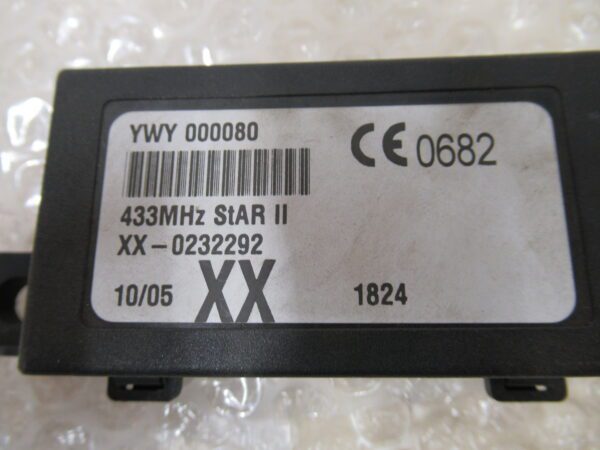 YWY 000080
CE 0682
433MHz StAR II
XX-0232292
10/05 XX 1824